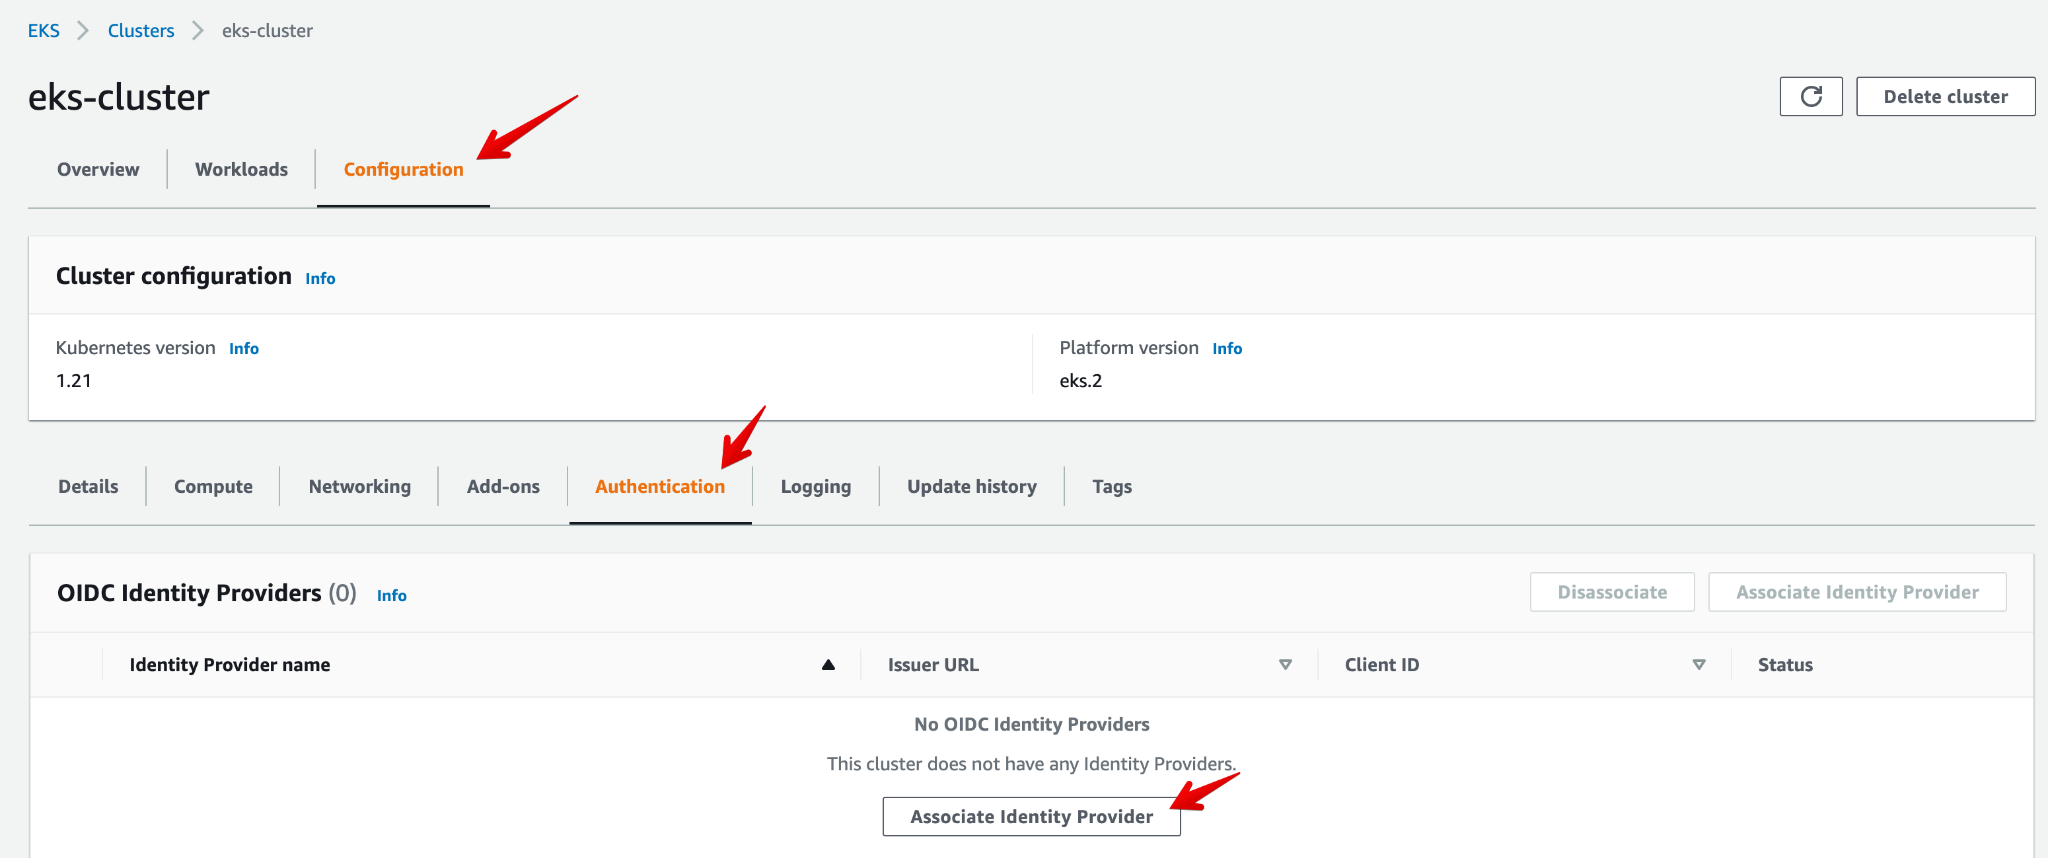 EKS Clusters eks-cluster
eks-cluster
Delete cluster
Overview Workloads Configuration
Cluster configuration Info
Kubernetes version Info Platform version Info
1.21 eks.2
Details Compute Networking Add-ons Authentication Logging Update history Tags
OIDC Identity Providers (0) Info Disassociate Associate Identity Provider
Identity Provider name Issuer URL Client ID Status
No OIDC Identity Providers
This cluster does not have any Identity Providers.
Associate Identity Provider